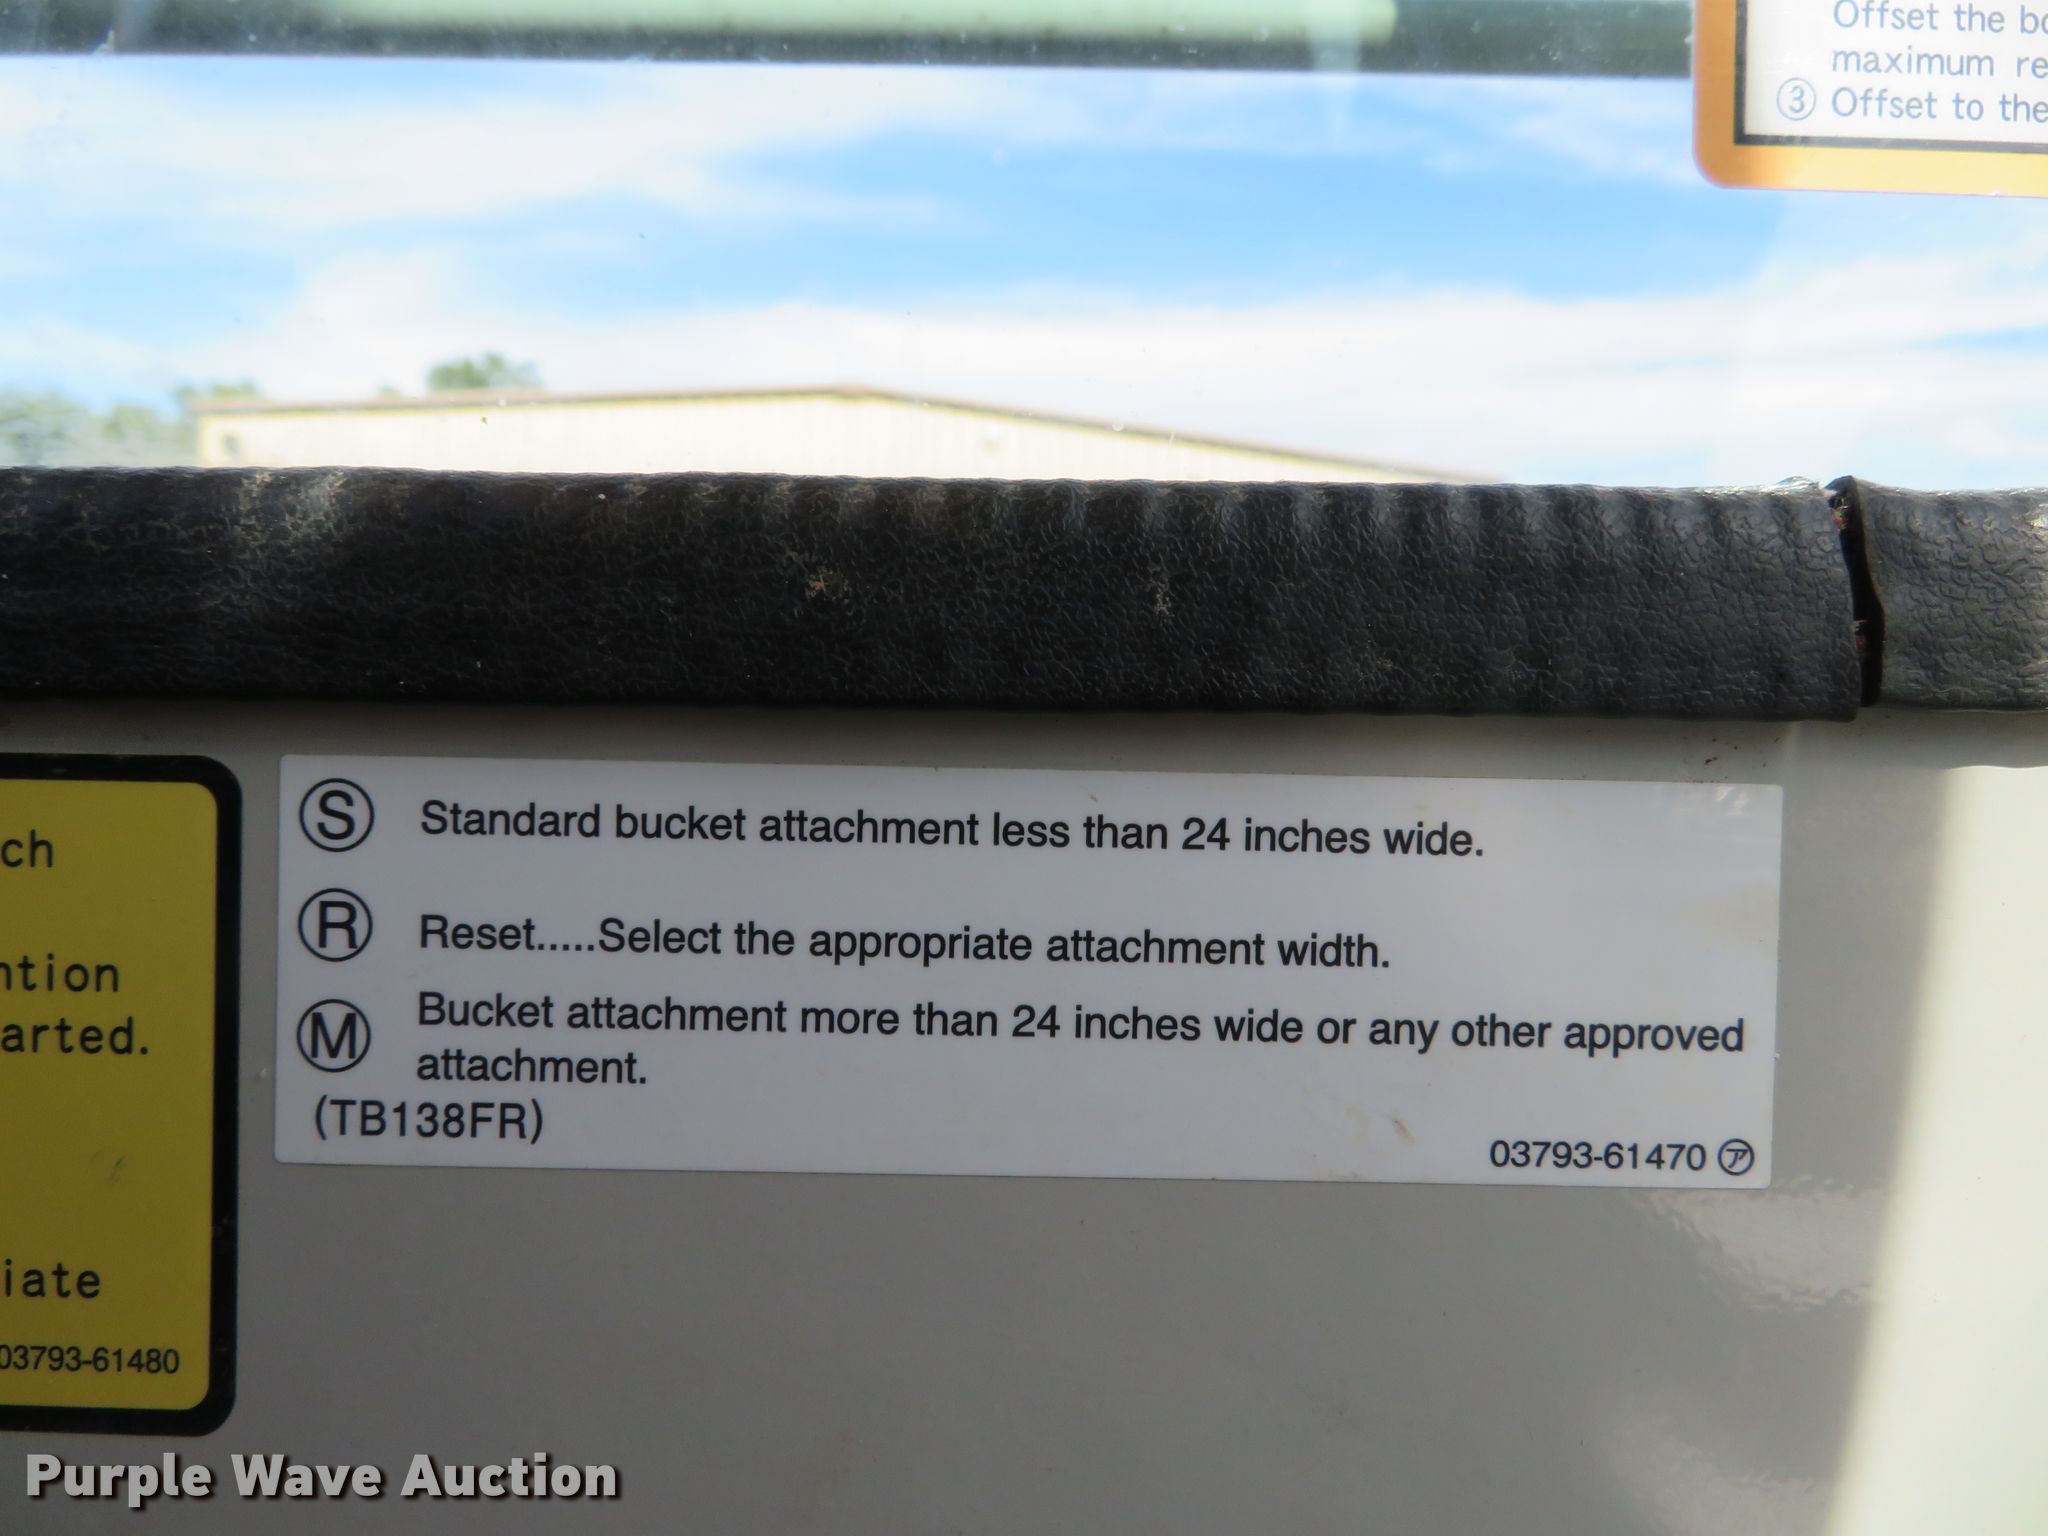 Offset the
maximum
③ Offset to the
Ⓢ Standard bucket attachment less than 24 inches wide.
Ⓡ Reset.....Select the appropriate attachment width.
Ⓜ Bucket attachment more than 24 inches wide or any other approved
attachment.
(TB138FR)
03793-61470 ㋐
ch
ntion
arted.
iate
03793-61480
Purple Wave Auction